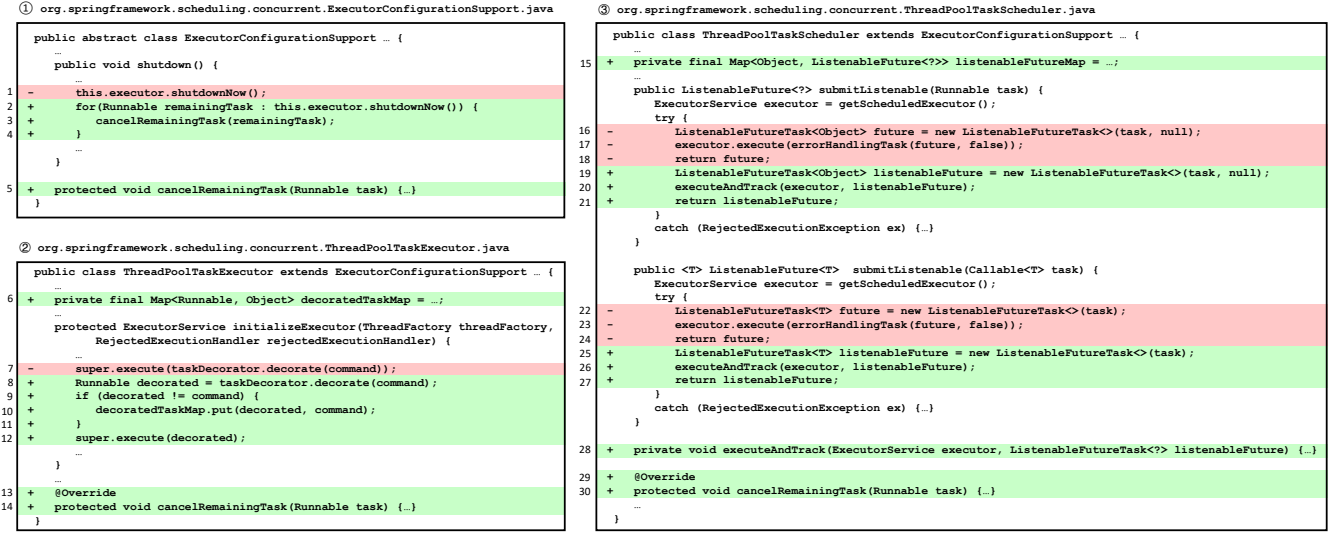 ① org.springframework.scheduling.concurrent.ExecutorConfigurationSupport.java
public abstract class ExecutorConfigurationSupport … {
…
public void shutdown() {
…
1 - this.executor.shutdownNow();
2 + for(Runnable remainingTask : this.executor.shutdownNow()) {
3 + cancelRemainingTask(remainingTask);
4 + }
…
}
5 + protected void cancelRemainingTask(Runnable task) {…}
}
② org.springframework.scheduling.concurrent.ThreadPoolTaskExecutor.java
public class ThreadPoolTaskExecutor extends ExecutorConfigurationSupport … {
…
6 + private final Map<Runnable, Object> decoratedTaskMap = …;
…
protected ExecutorService initializeExecutor(ThreadFactory threadFactory,
RejectedExecutionHandler rejectedExecutionHandler) {
…
7 - super.execute(taskDecorator.decorate(command));
8 + Runnable decorated = taskDecorator.decorate(command);
9 + if (decorated != command) {
10 + decoratedTaskMap.put(decorated, command);
11 + }
12 + super.execute(decorated);
…
}
…
13 + @Override
14 + protected void cancelRemainingTask(Runnable task) {…}
}
③ org.springframework.scheduling.concurrent.ThreadPoolTaskScheduler.java
public class ThreadPoolTaskScheduler extends ExecutorConfigurationSupport … {
…
15 + private final Map<Object, ListenableFuture<?>> listenableFutureMap = …;
…
public ListenableFuture<?> submitListenable(Runnable task) {
ExecutorService executor = getScheduledExecutor();
try {
16 - ListenableFutureTask<Object> future = new ListenableFutureTask<>(task, null);
17 - executor.execute(errorHandlingTask(future, false));
18 - return future;
19 + ListenableFutureTask<Object> listenableFuture = new ListenableFutureTask<>(task, null);
20 + executeAndTrack(executor, listenableFuture);
21 + return listenableFuture;
}
catch (RejectedExecutionException ex) {…}
}
public <T> ListenableFuture<T> submitListenable(Callable<T> task) {
ExecutorService executor = getScheduledExecutor();
try {
22 - ListenableFutureTask<T> future = new ListenableFutureTask<>(task);
23 - executor.execute(errorHandlingTask(future, false));
24 - return future;
25 + ListenableFutureTask<T> listenableFuture = new ListenableFutureTask<>(task);
26 + executeAndTrack(executor, listenableFuture);
27 + return listenableFuture;
}
catch (RejectedExecutionException ex) {…}
}
28 + private void executeAndTrack(ExecutorService executor, ListenableFutureTask<?> listenableFuture) {…}
29 + @Override
30 + protected void cancelRemainingTask(Runnable task) {…}
…
}